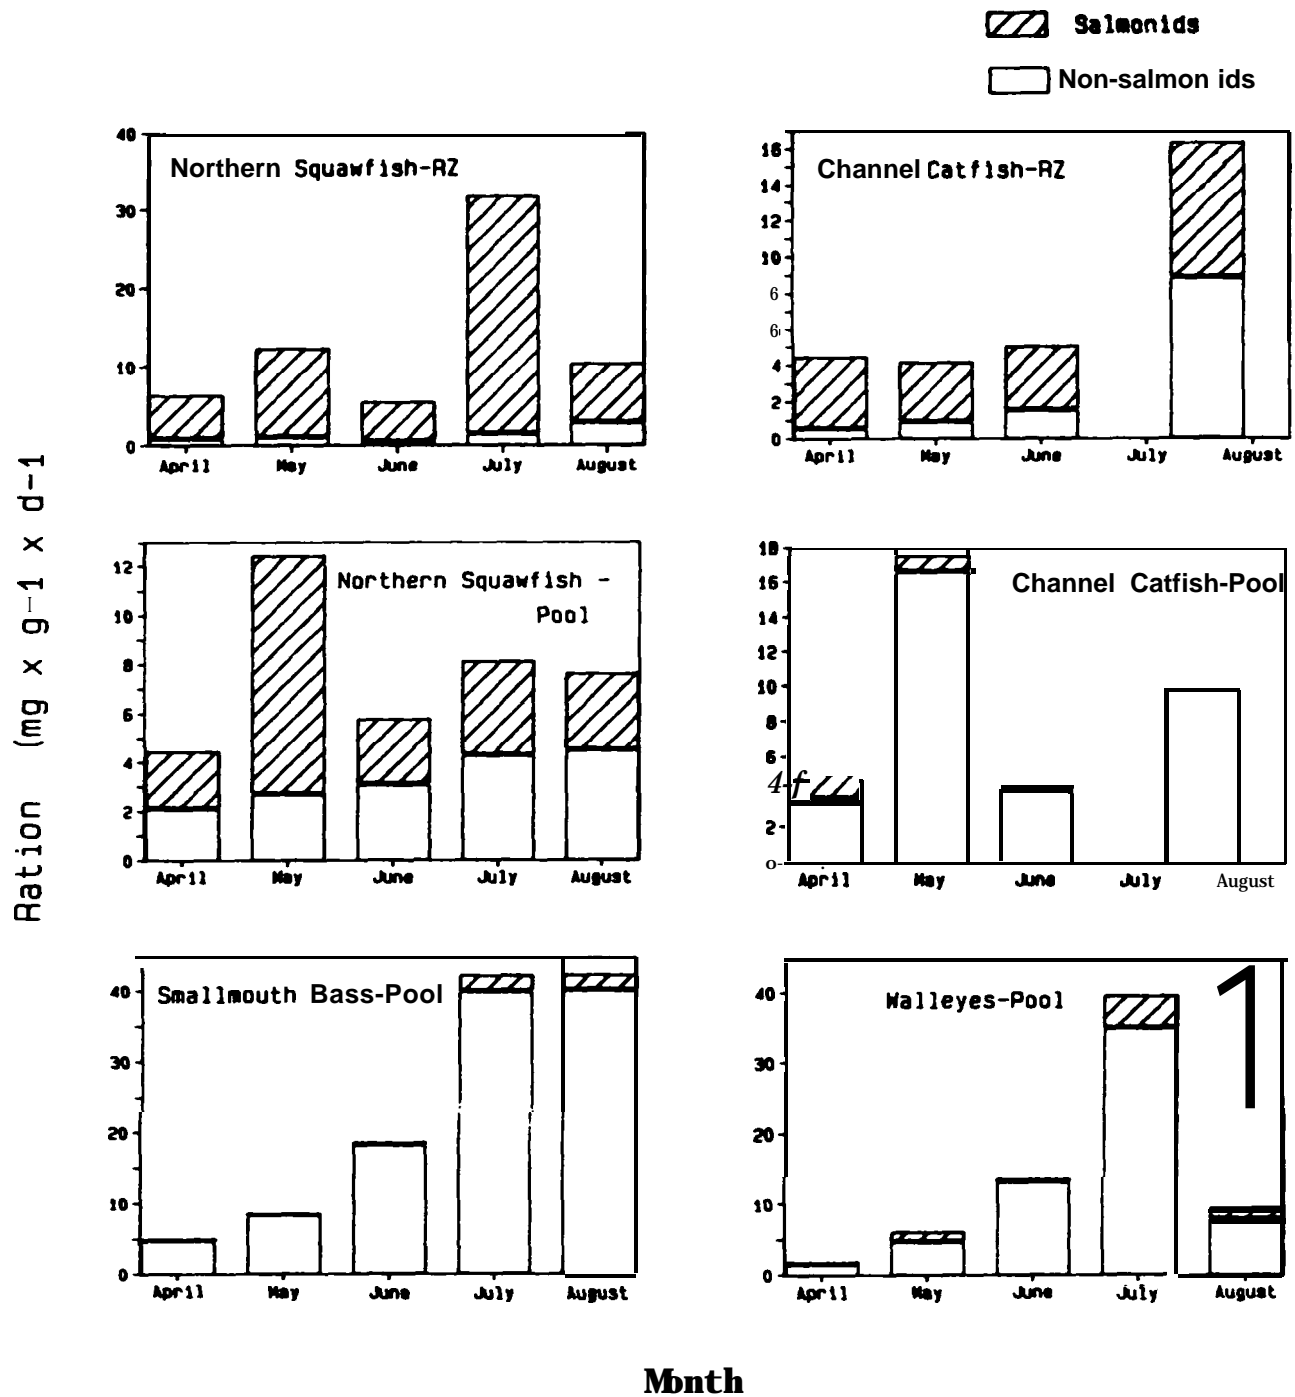 Salmonids
Non-salmon ids
Ration (mg x g-1 x d-1
Northern Squawfish-RZ
40
30
20
10
0
April May June July August
Channel Catfish-RZ
16
14
12
10
6
6
4
2
0
April May June July August
Northern Squawfish -
Pool
12
10
8
6
4
2
0
April May June July August
Channel Catfish-Pool
18
16
14
12
10
8
6
4 f
2
o-
April May June July August
Smallmouth Bass-Pool
40
30
20
10
0
April May June July August
Walleyes-Pool
1
40
30
20
10
0
April May June July August
Month